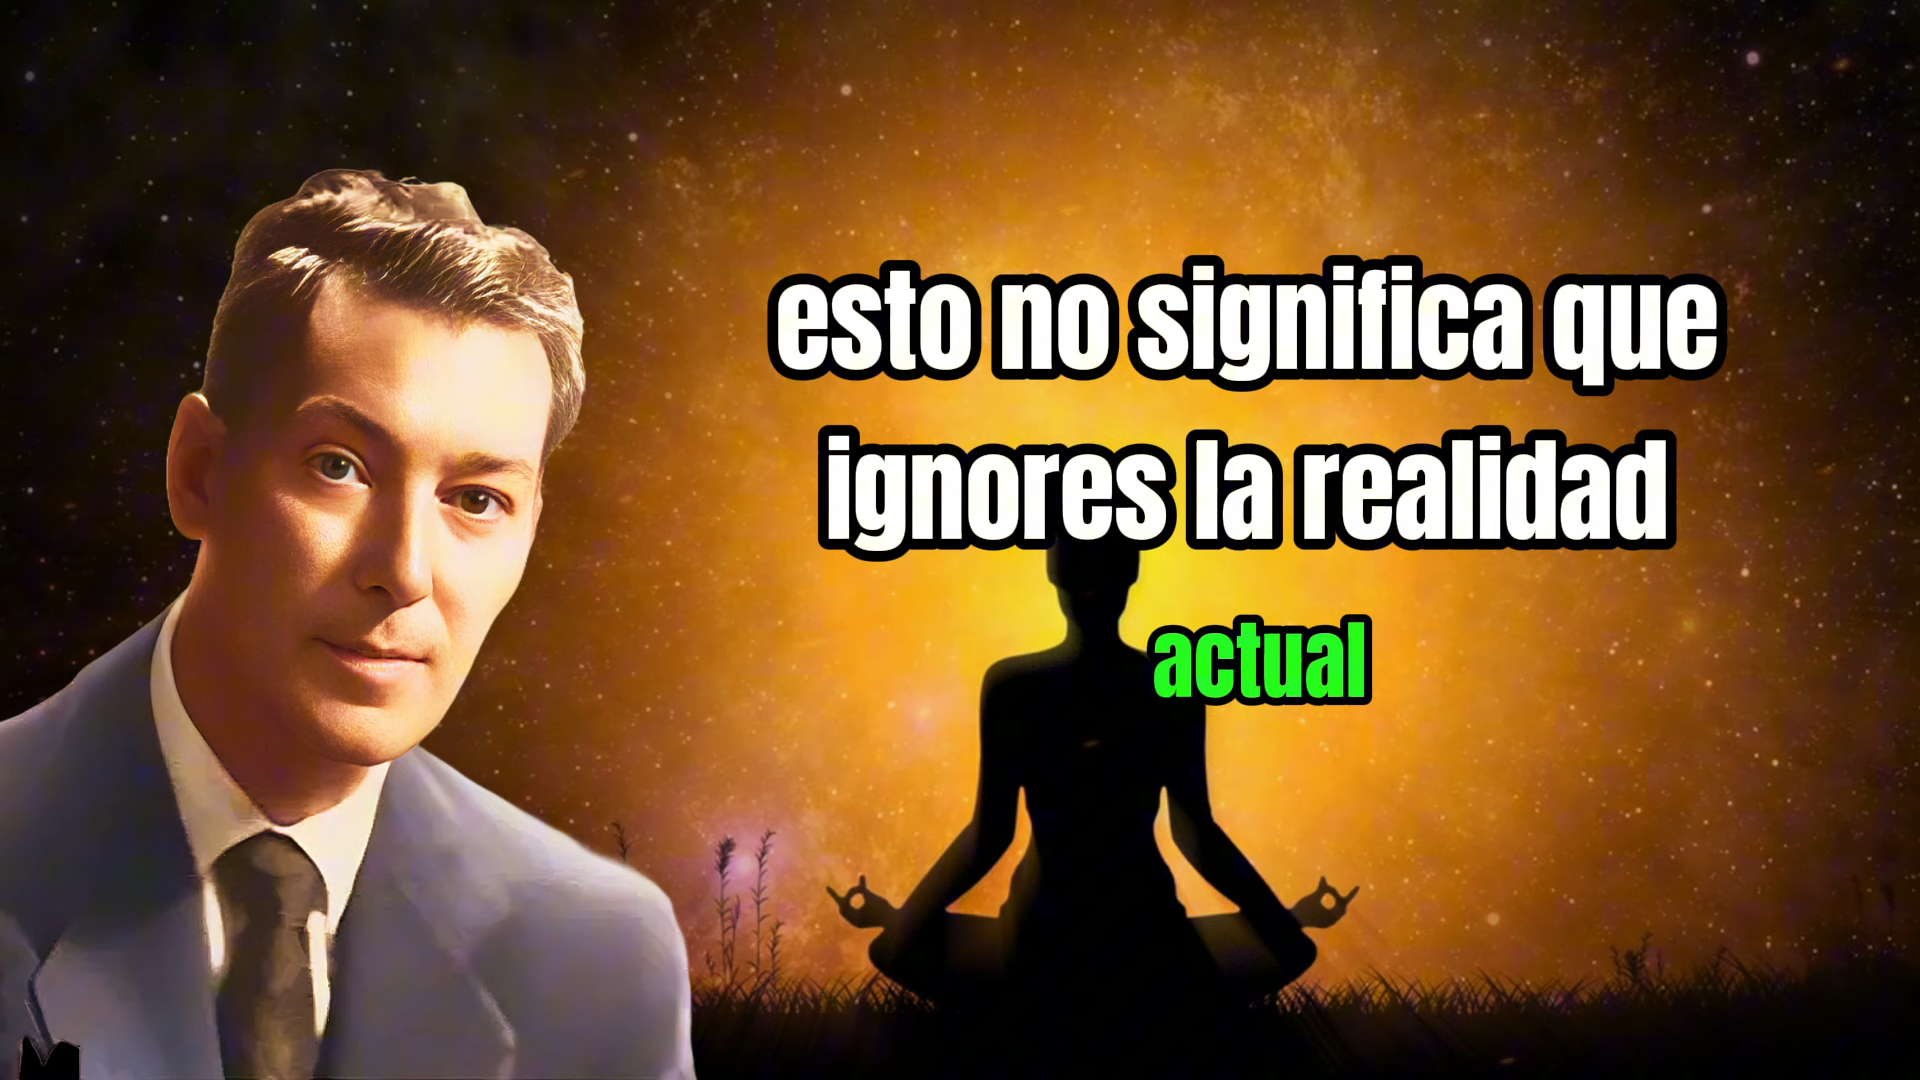 esto no significa que
ignores la realidad
actual